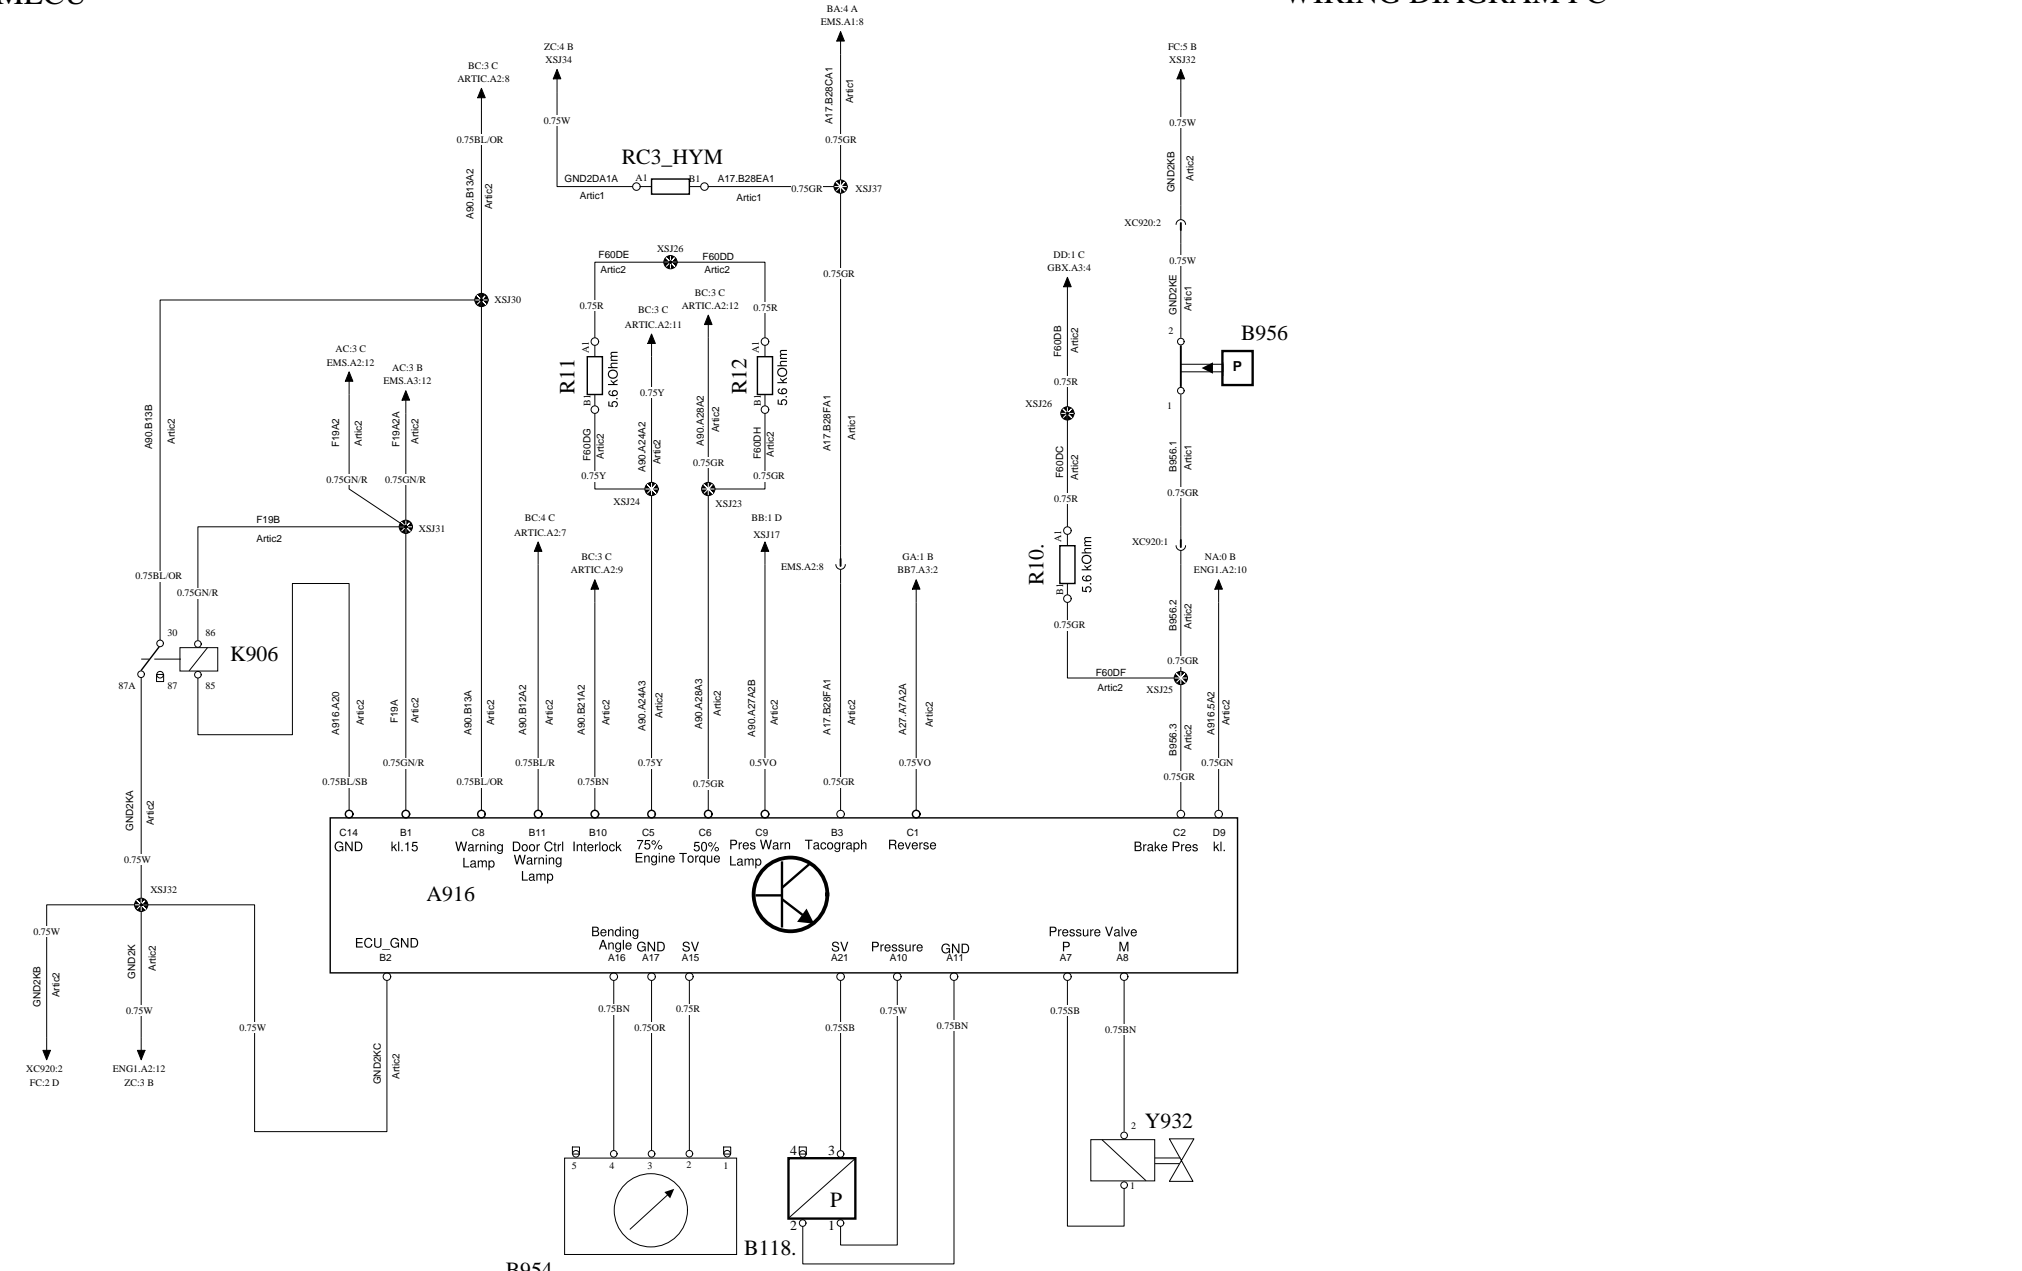 BA:4 A
EMS.A1:8
ZC:4 B
XSJ34
FC:5 B
XSJ32
BC:3 C
ARTIC.A2:8
A17.B28CA1
Artic1
0.75W
0.75W
0.75BL/OR
0.75GR
RC3_HYM
GND2DA1A
A1
B1
A17.B28EA1
Artic1
Artic1
0.75GR
XSJ37
A90.B13A2
Artic2
GND2KB
Artic2
XC920:2
XSJ26
F60DE
Artic2
F60DD
Artic2
DD:1 C
GBX.A3:4
0.75W
0.75GR
GND2KE
Artic1
XSJ30
BC:3 C
ARTIC.A2:12
0.75R
0.75R
BC:3 C
ARTIC.A2:11
2
B956
P
AC:3 C
EMS.A2:12
AC:3 B
EMS.A3:12
A1
R11
5.6 kOhm
B1
A1
R12
5.6 kOhm
B1
0.75Y
F60DB
Artic2
0.75R
XSJ26
1
A90.B13B
Artic2
F19A2
Artic2
F19A2A
Artic2
F60DG
Artic2
A90.A24A2
Artic2
A90.A28A2
F60DH
Artic2
A17.B28FA1
Artic1
F60DC
Artic2
B956.1
Artic1
0.75GN/R
0.75GN/R
0.75Y
0.75GR
0.75GR
0.75R
0.75GR
XSJ24
XSJ23
F19B
Artic2
XSJ31
BC:4 C
ARTIC.A2:7
BB:1 D
XSJ17
BC:3 C
ARTIC.A2:9
EMS.A2:8
GA:1 B
BB7.A3:2
A1
R10.
5.6 kOhm
B1
XC920:1
NA:0 B
ENG1.A2:10
0.75BL/OR
0.75GN/R
0.75GR
B956.2
Artic2
30
86
K906
87A
87
85
0.75GR
F60DF
Artic2
XSJ25
A916.A20
Artic2
F19A
Artic2
A90.B13A
Artic2
A90.B12A2
Artic2
A90.B21A2
Artic2
A90.A24A3
Artic2
A90.A28A3
Artic2
A90.A27A2B
Artic2
A17.B28FA1
Artic2
A27.A7A2A
Artic2
B956.3
Artic2
A916.5A2
Artic2
0.75BL/SB
0.75GN/R
0.75BL/OR
0.75BL/R
0.75BN
0.75Y
0.75GR
0.5VO
0.75GR
0.75VO
0.75GR
0.75GN
GND2KA
Artic2
0.75W
C14
GND
B1
kl.15
C8
Warning
Lamp
B11
Door Ctrl
Warning
Lamp
B10
Interlock
C5
75%
C6
50%
Engine Torque
C9
Pres Warn
Lamp
B3
Tacograph
C1
Reverse
C2
Brake Pres
D9
kl.
A916
XSJ32
0.75W
GND2KB
Artic2
GND2K
Artic2
0.75W
0.75W
XC920:2
FC:2 D
ENG1.A2:12
ZC:3 B
ECU_GND
B2
Bending
Angle
A16
GND
A17
SV
A15
SV
A21
Pressure
A10
GND
A11
Pressure Valve
P
A7
M
A8
0.75BN
0.75OR
0.75R
0.75SB
0.75W
0.75BN
0.75SB
0.75BN
GND2KC
Artic2
Y932
2
1
5
4
3
2
1
4
3
P
2
1
B118.